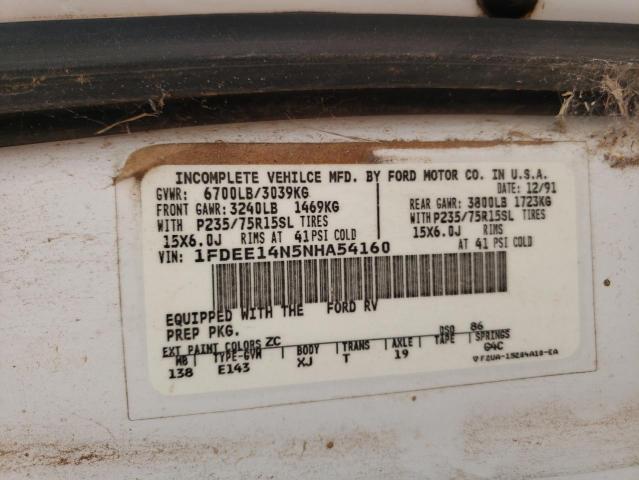 INCOMPLETE VEHILCE MFD. BY FORD MOTOR CO. IN U.S.A.
GVWR: 6700LB/3039KG DATE: 12/91
FRONT GAWR: 3240LB 1469KG REAR GAWR: 3800LB 1723KG
WITH P235/75R15SL TIRES WITH P235/75R15SL TIRES
15X6.0J RIMS AT 41 PSI COLD 15X6.0J RIMS AT 41 PSI COLD
VIN: 1FDEE14N5NHA54160
EQUIPPED WITH THE FORD RV
PREP PKG.
EXT PAINT COLORS ZC DSO 86
WB TYPE-GVM BODY TRANS AXLE TAPE SPRINGS
138 E143 XJ T 19 G4C